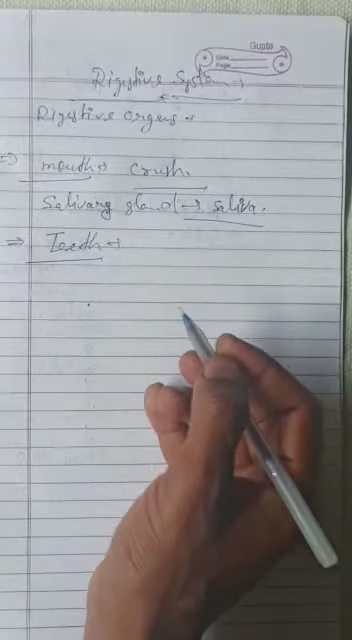 Gupta
Date
Page
Digestive System →
Digestive organs →
⇒ mouth → crush.
Salivary gland → saliva.
⇒ Teeth →